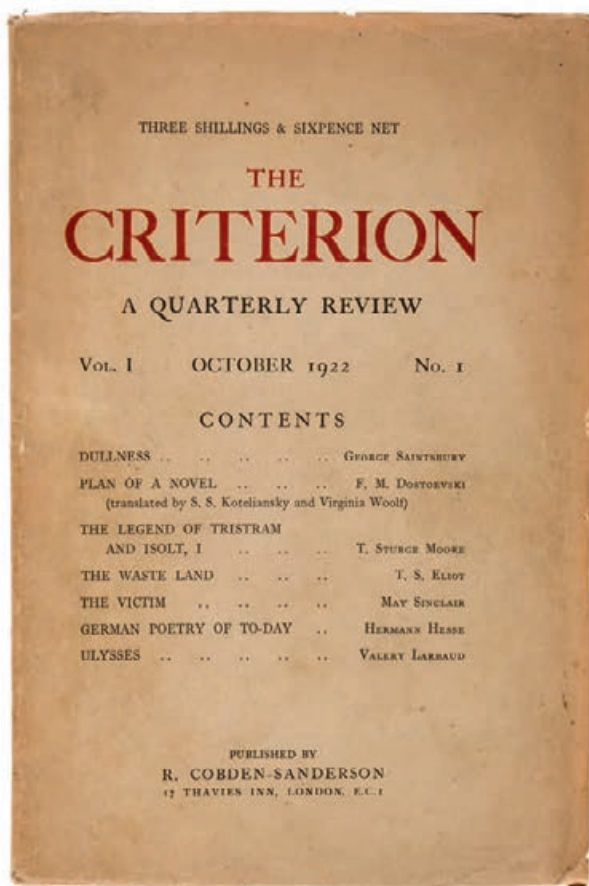 THREE SHILLINGS & SIXPENCE NET
THE
CRITERION
A QUARTERLY REVIEW
VOL. I OCTOBER 1922 NO. 1
CONTENTS
DULLNESS .. .. .. .. .. GEORGE SAINTSBURY
PLAN OF A NOVEL .. .. .. F. M. DOSTOEVSKI
(translated by S. S. Koteliansky and Virginia Woolf)
THE LEGEND OF TRISTRAM
AND ISOLT, I .. .. .. T. STURGE MOORE
THE WASTE LAND .. .. .. T. S. ELIOT
THE VICTIM .. .. .. .. MAY SINCLAIR
GERMAN POETRY OF TO-DAY .. HERMANN HESSE
ULYSSES .. .. .. .. .. VALERY LARBAUD
PUBLISHED BY
R. COBDEN-SANDERSON
17 THAVIES INN, LONDON, E.C.1